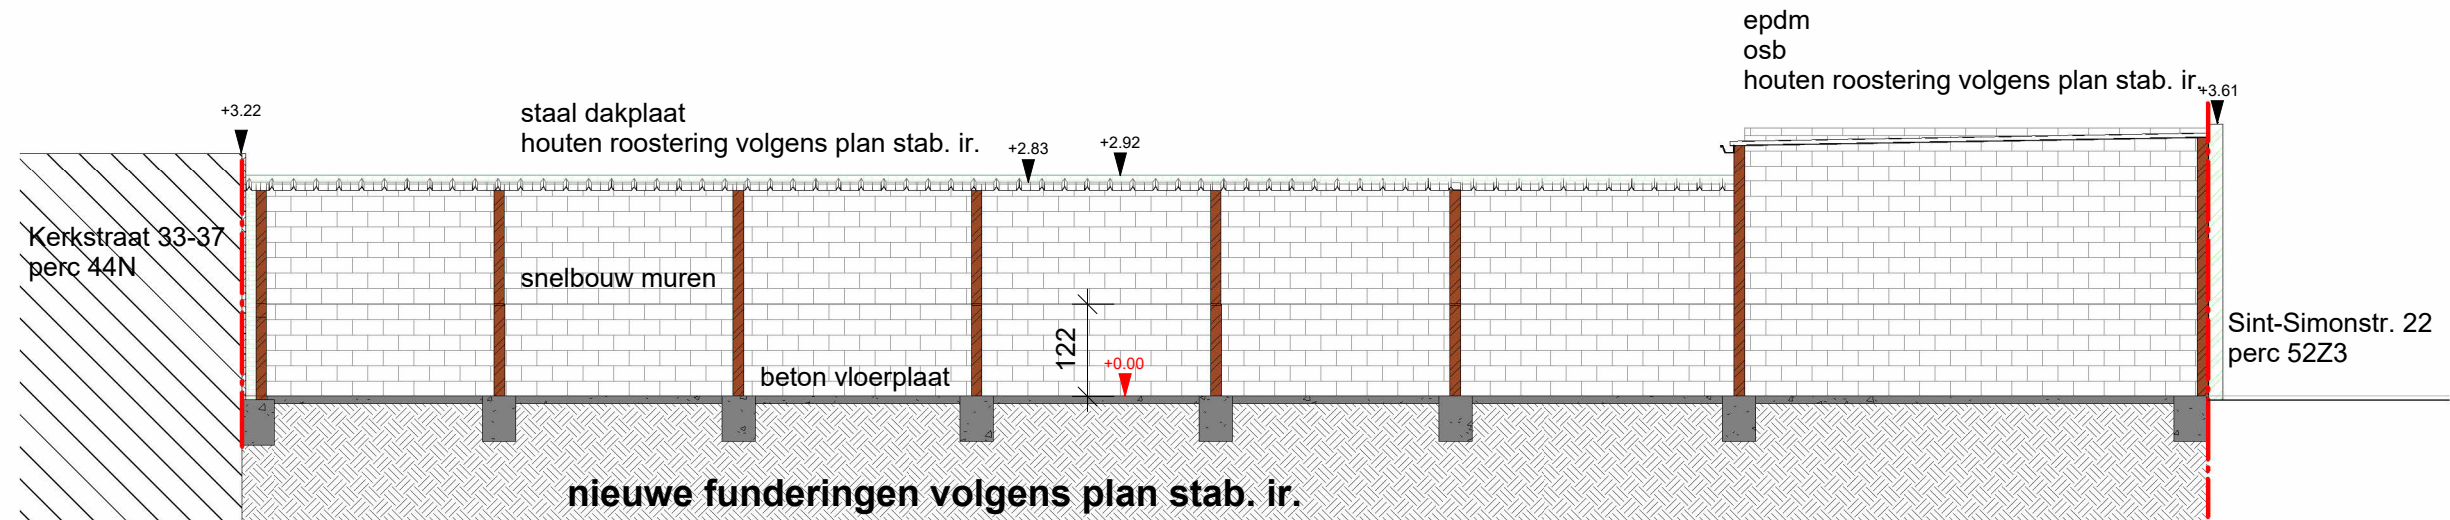 epdm
osb
houten roostering volgens plan stab. ir.
+3.61
+3.22
staal dakplaat
houten roostering volgens plan stab. ir.
+2.83
+2.92
Kerkstraat 33-37
perc 44N
snelbouw muren
122
+0.00
beton vloerplaat
Sint-Simonstr. 22
perc 52Z3
nieuwe funderingen volgens plan stab. ir.